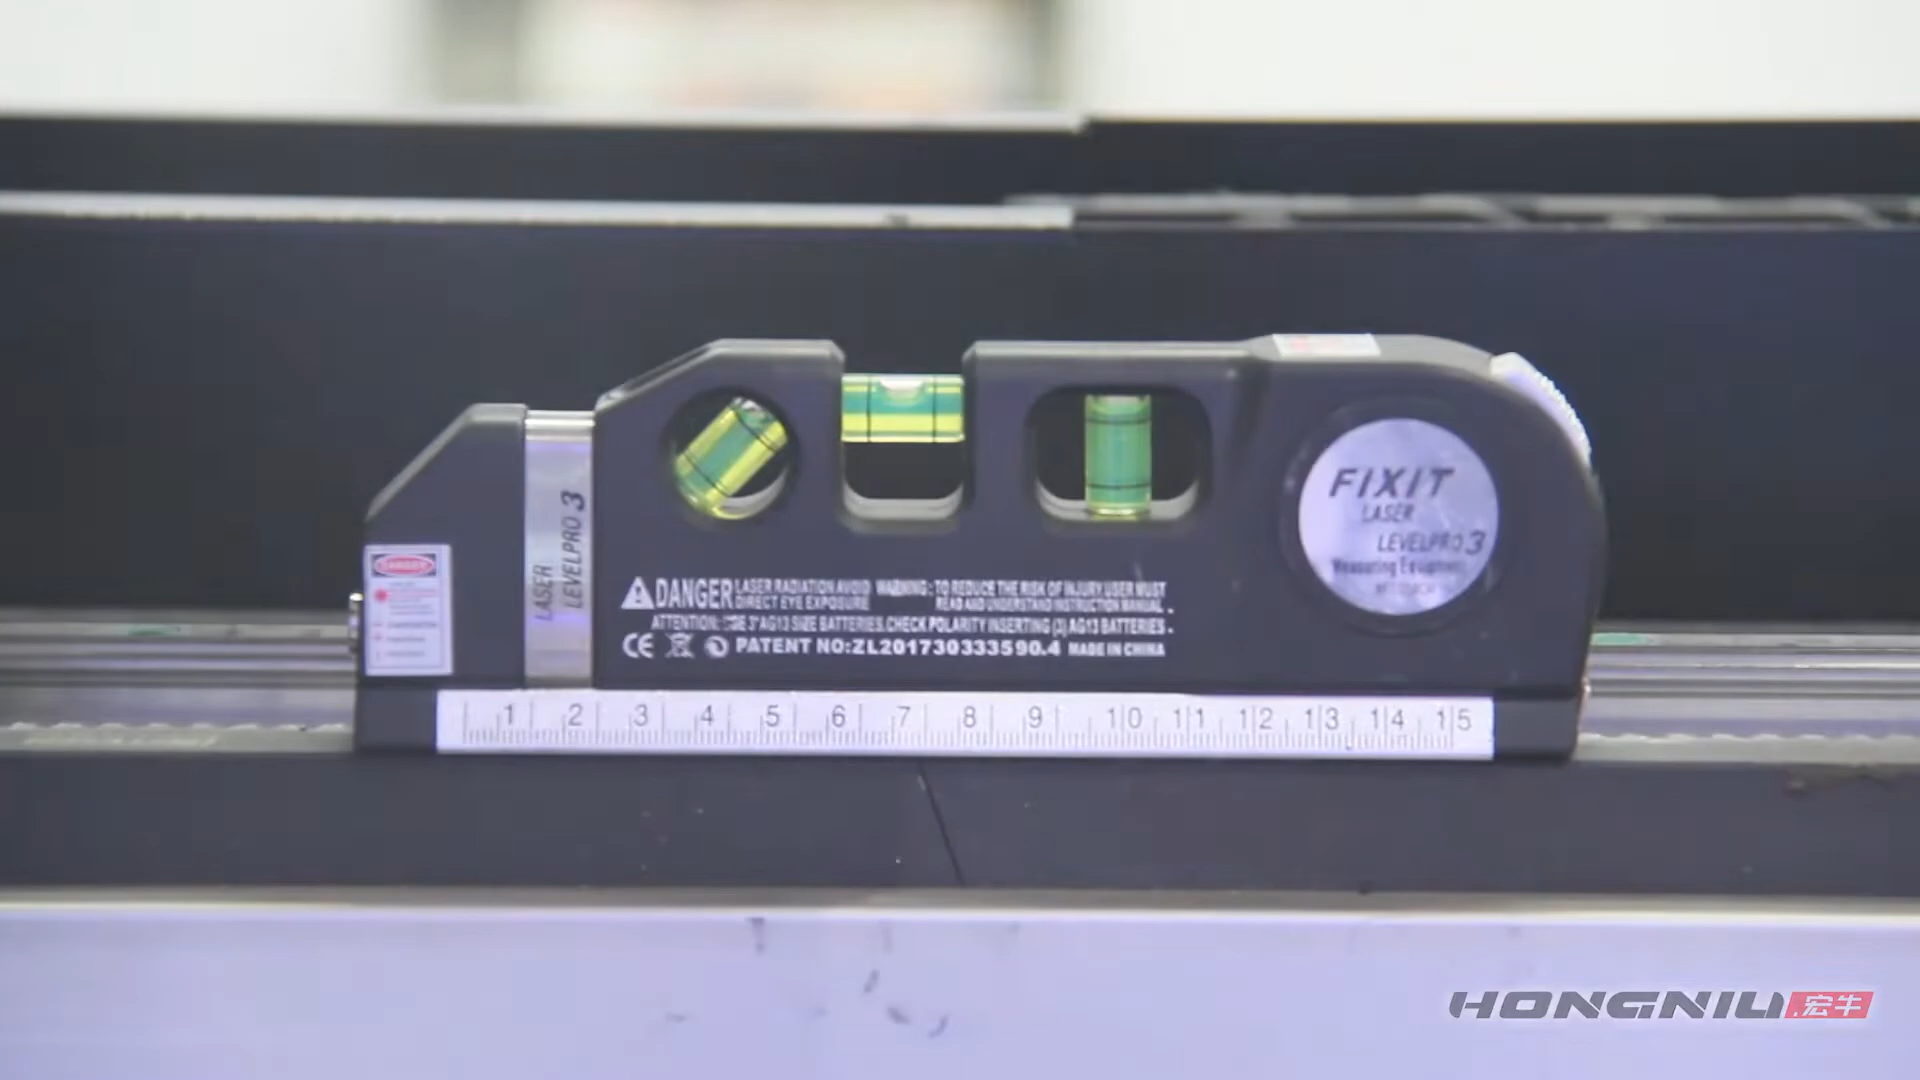 DANGER
LASER
LEVELPRO 3
FIXIT
LASER
LEVELPRO 3
Measuring Equipment
DANGER LASER RADIATION AVOID WARNING: TO REDUCE THE RISK OF INJURY USER MUST
DIRECT EYE EXPOSURE READ AND UNDERSTAND INSTRUCTION MANUAL .
ATTENTION: USE 3*AG13 SIZE BATTERIES.CHECK POLARITY INSERTING (3) AG13 BATTERIES .
CE PATENT NO:ZL201730333590.4 MADE IN CHINA
1 2 3 4 5 6 7 8 9 10 11 12 13 14 15
HONGNIU 宏牛